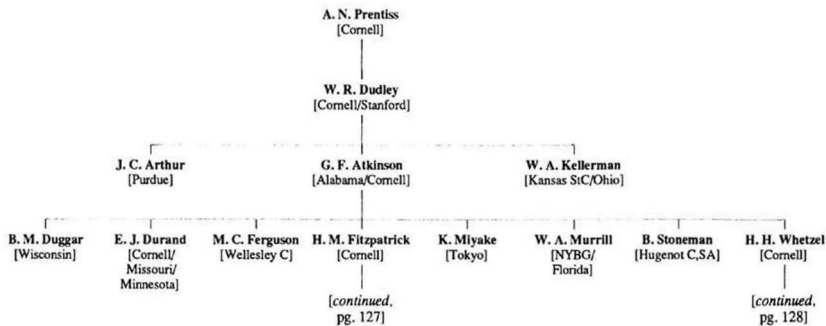 A. N. Prentiss
[Cornell]
W. R. Dudley
[Cornell/Stanford]
J. C. Arthur
[Purdue]
G. F. Atkinson
[Alabama/Cornell]
W. A. Kellerman
[Kansas StC/Ohio]
B. M. Duggar
[Wisconsin]
E. J. Durand
[Cornell/
Missouri/
Minnesota]
M. C. Ferguson
[Wellesley C]
H. M. Fitzpatrick
[Cornell]
[continued,
pg. 127]
K. Miyake
[Tokyo]
W. A. Murrill
[NYBG/
Florida]
B. Stoneman
[Hugenot C,SA]
H. H. Whetzel
[Cornell]
[continued,
pg. 128]